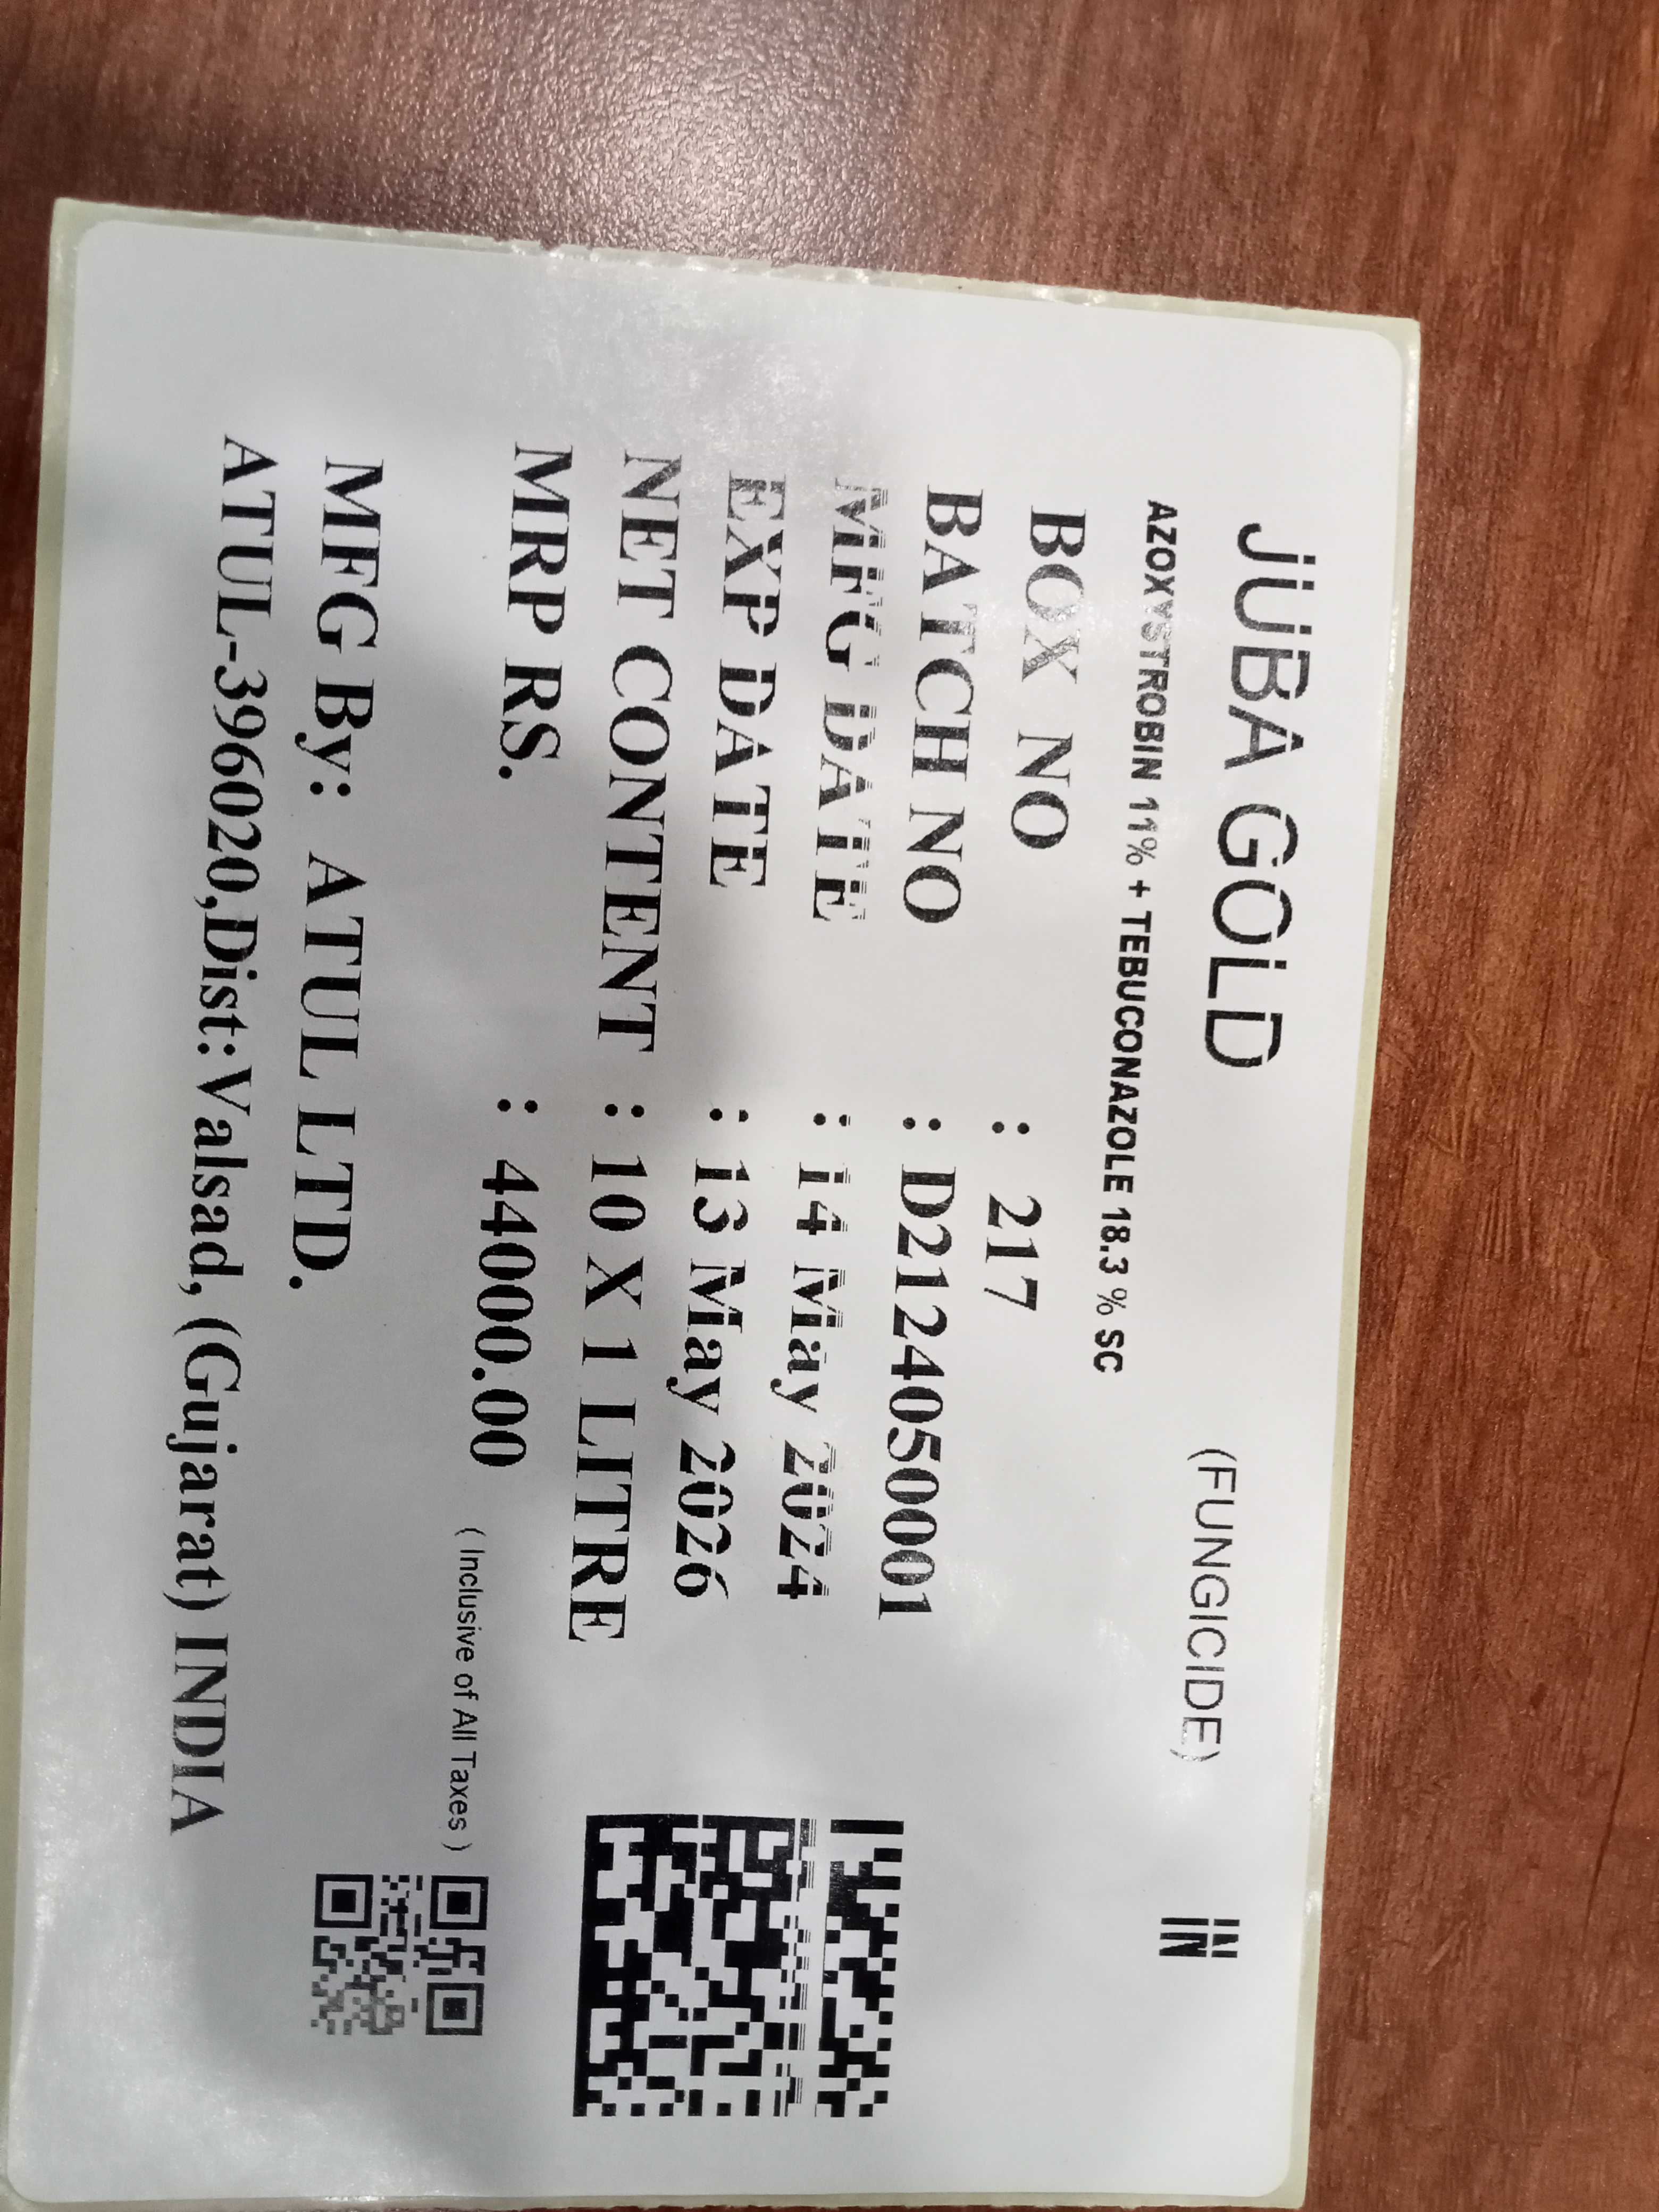 JUBA GOLD (FUNGICIDE) IN
AZOXYSTROBIN 11% + TEBUCONAZOLE 18.3 % SC
BOX NO : 217
BATCH NO : D2124050001
MFG DATE : 14 May 2024
EXP DATE : 13 May 2026
NET CONTENT : 10 X 1 LITRE
MRP RS. : 44000.00 ( Inclusive of All Taxes )
MFG By: ATUL LTD.
ATUL-396020,Dist:Valsad, (Gujarat) INDIA